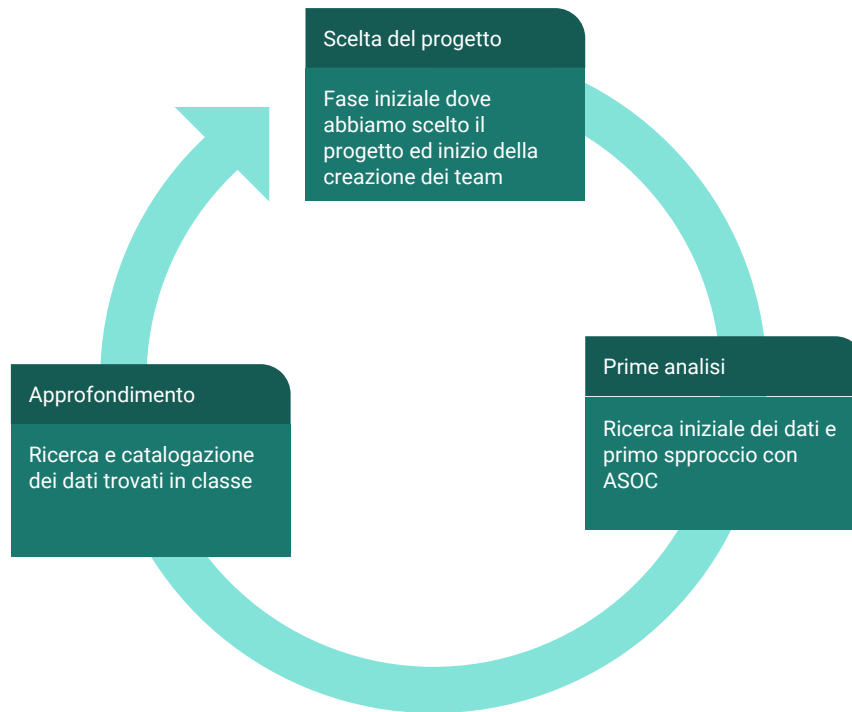 Scelta del progetto
Fase iniziale dove
abbiamo scelto il
progetto ed inizio della
creazione dei team
Prime analisi
Ricerca iniziale dei dati e
primo spproccio con
ASOC
Approfondimento
Ricerca e catalogazione
dei dati trovati in classe